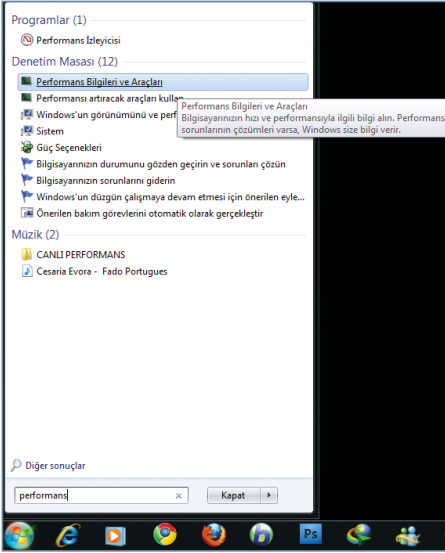 Programlar (1)
Performans İzleyicisi
Denetim Masası (12)
Performans Bilgileri ve Araçları
Performansı artıracak araçları kullan
Performans Bilgileri ve Araçları
Bilgisayarınızın hızı ve performansıyla ilgili bilgi alın. Performans
sorunlarının çözümleri varsa, Windows size bilgi verir.
Windows'un görünümünü ve perf
Sistem
Güç Seçenekleri
Bilgisayarınızın durumunu gözden geçirin ve sorunları çözün
Bilgisayarınızın sorunlarını giderin
Windows'un düzgün çalışmaya devam etmesi için önerilen eyle...
Önerilen bakım görevlerini otomatik olarak gerçekleştir
Müzik (2)
CANLI PERFORMANS
Cesaria Evora - Fado Portugues
Diğer sonuçlar
performans
Kapat
Ps